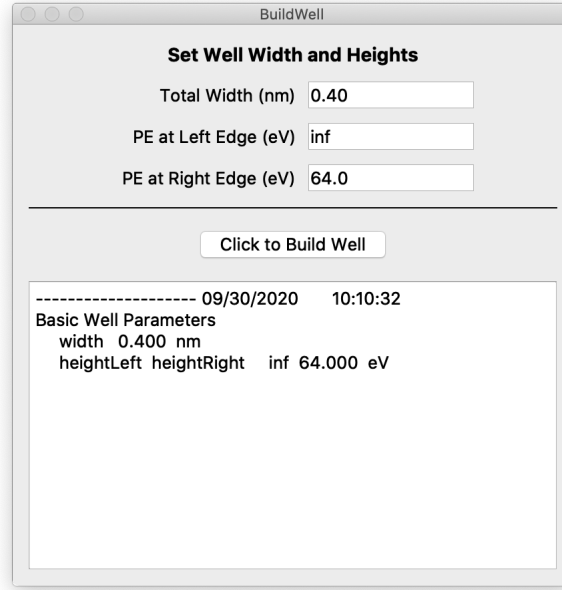 BuildWell
Set Well Width and Heights
Total Width (nm) 0.40
PE at Left Edge (eV) inf
PE at Right Edge (eV) 64.0
Click to Build Well
-------------------- 09/30/2020 10:10:32
Basic Well Parameters
width 0.400 nm
heightLeft heightRight inf 64.000 eV